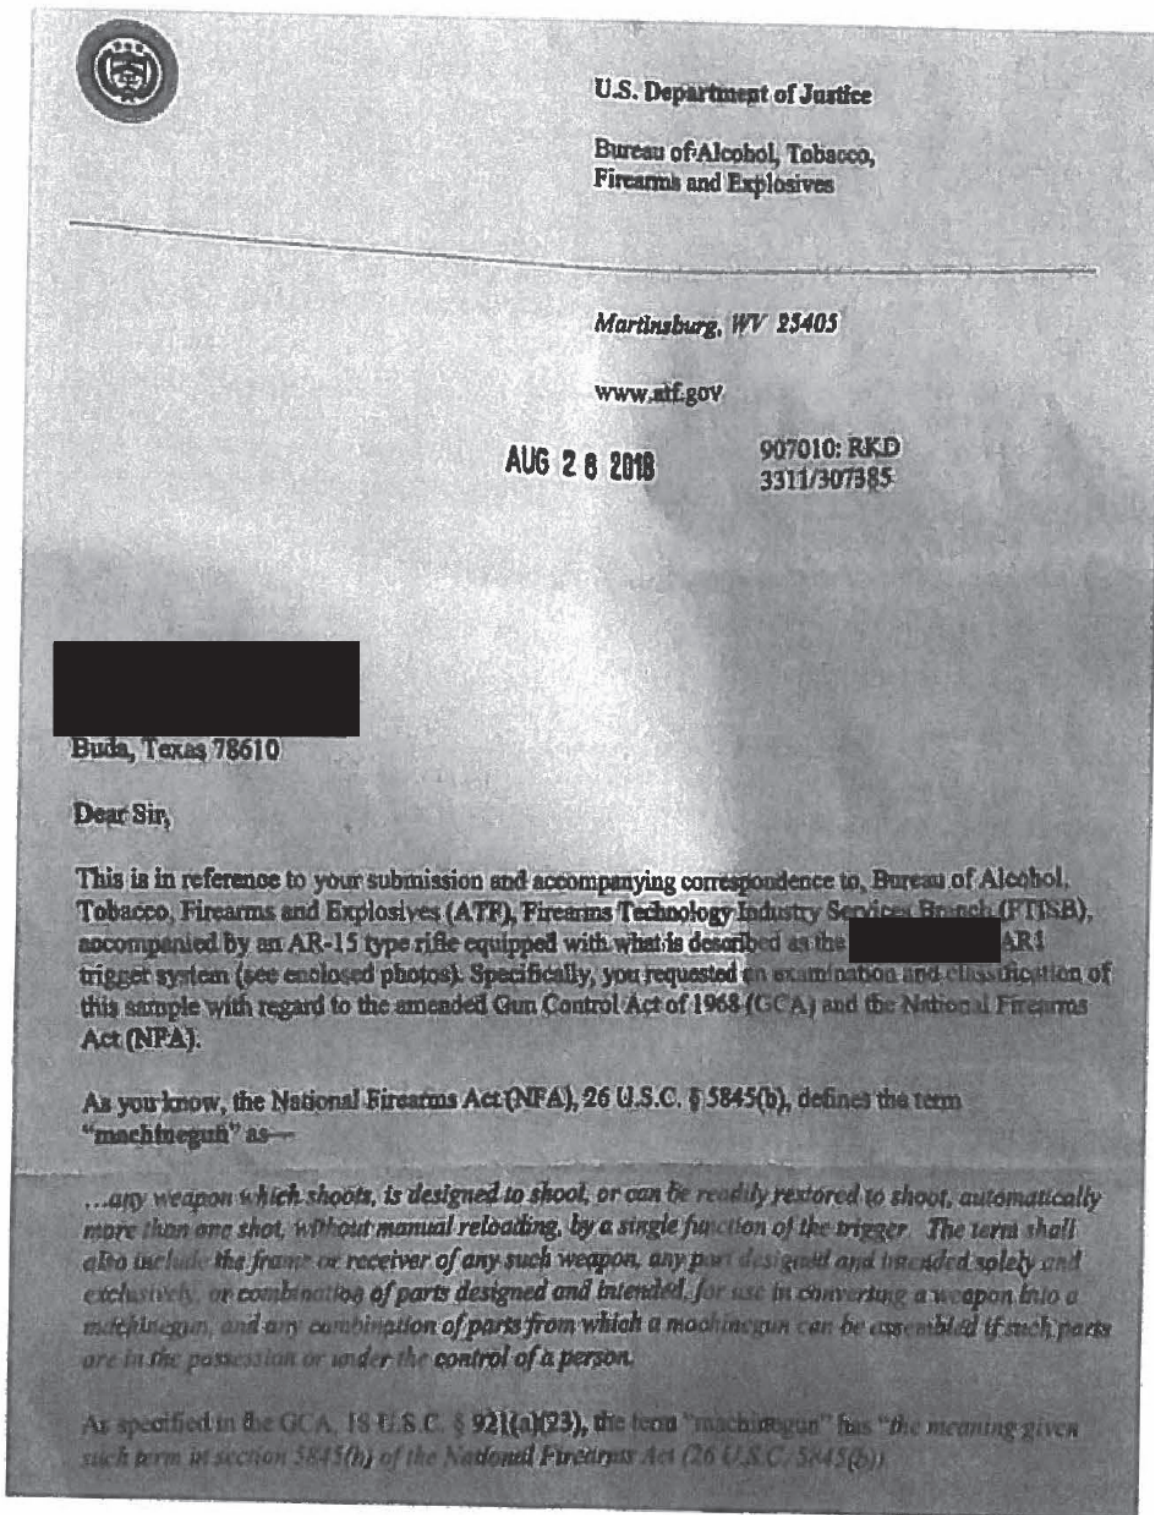 U.S. Department of Justice
Bureau of Alcohol, Tobacco,
Firearms and Explosives
Martinsburg, WV 25405
www.atf.gov
AUG 28 2018
907010: RKD
3311/307385
Buda, Texas 78610
Dear Sir,
This is in reference to your submission and accompanying correspondence to, Bureau of Alcohol,
Tobacco, Firearms and Explosives (ATF), Firearms Technology Industry Services Branch (FTISB),
accompanied by an AR-15 type rifle equipped with what is described as the AR1
trigger system (see enclosed photos). Specifically, you requested an examination and classification of
this sample with regard to the amended Gun Control Act of 1968 (GCA) and the National Firearms
Act (NFA).
As you know, the National Firearms Act (NFA), 26 U.S.C. § 5845(b), defines the term
“machinegun” as—
...any weapon which shoots, is designed to shoot, or can be readily restored to shoot, automatically
more than one shot, without manual reloading, by a single function of the trigger. The term shall
also include the frame or receiver of any such weapon, any part designed and intended solely and
exclusively, or combination of parts designed and intended, for use in converting a weapon into a
machinegun, and any combination of parts from which a machinegun can be assembled if such parts
are in the possession or under the control of a person.
As specified in the GCA, 18 U.S.C. § 921(a)(23), the term “machinegun” has “the meaning given
such term in section 5845(b) of the National Firearms Act (26 U.S.C. 5845(b))